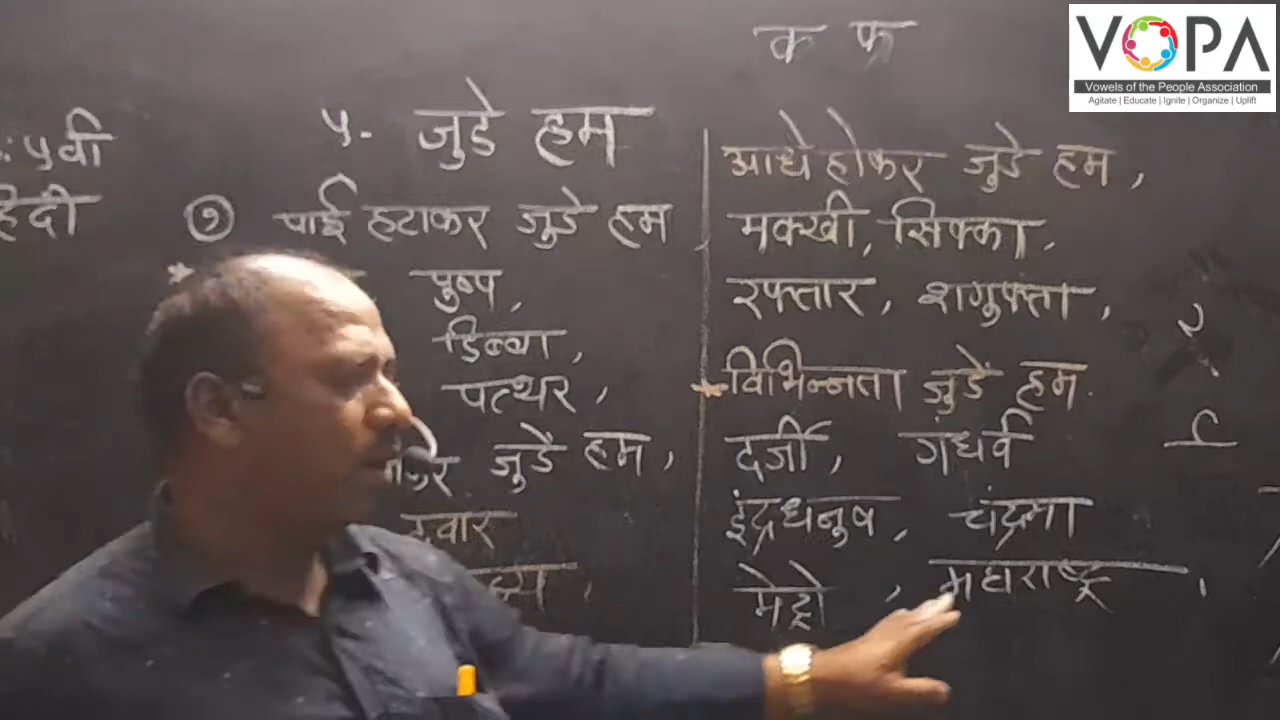 क फ
५वी
हिंदी
५- जुडे हम
१ पाई हटाकर जुडे हम
पुष्प,
डिब्बा,
पत्थर,
जुडें हम,
आधे होकर जुडे हम,
मक्खी, सिक्का,
रफ्तार, शगुफ्ता,
विभिन्नता जुडें हम.
दर्जी, गंधर्व
इंद्रधनुष, चंद्रमा
मेट्रो, महाराष्ट्र,
VOPA
Vowels of the People Association
Agitate | Educate | Ignite | Organize | Uplift